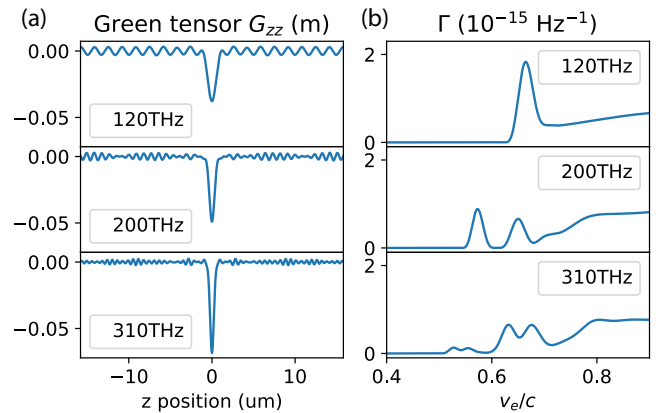 (a) Green tensor G_zz (m)
0.00
−0.05
120THz
0.00
−0.05
200THz
0.00
−0.05
310THz
−10 0 10
z position (um)
(b) Γ (10⁻¹⁵ Hz⁻¹)
2
0
120THz
2
0
200THz
2
0
310THz
0.4 0.6 0.8
v_e/c